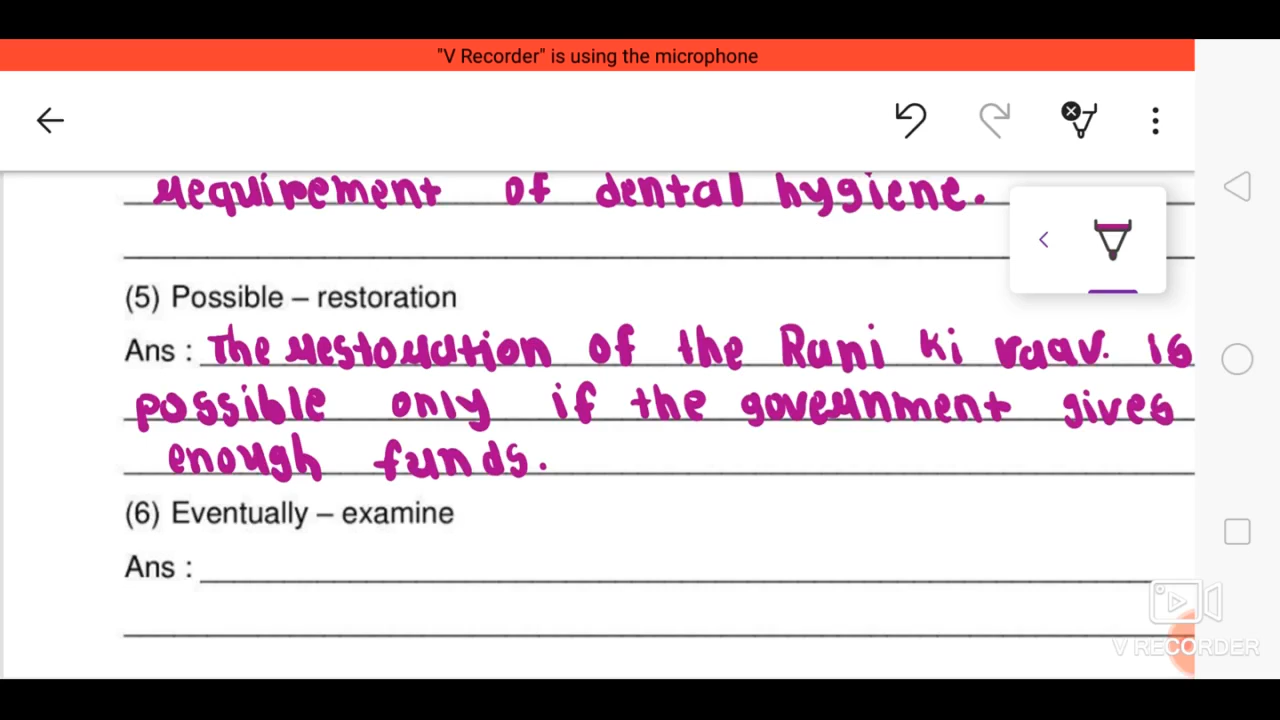 "V Recorder" is using the microphone
requirement of dental hygiene.
(5) Possible – restoration
Ans : The restoration of the Rani ki vaav. is
possible only if the government gives
enough funds.
(6) Eventually – examine
Ans :
V RECORDER